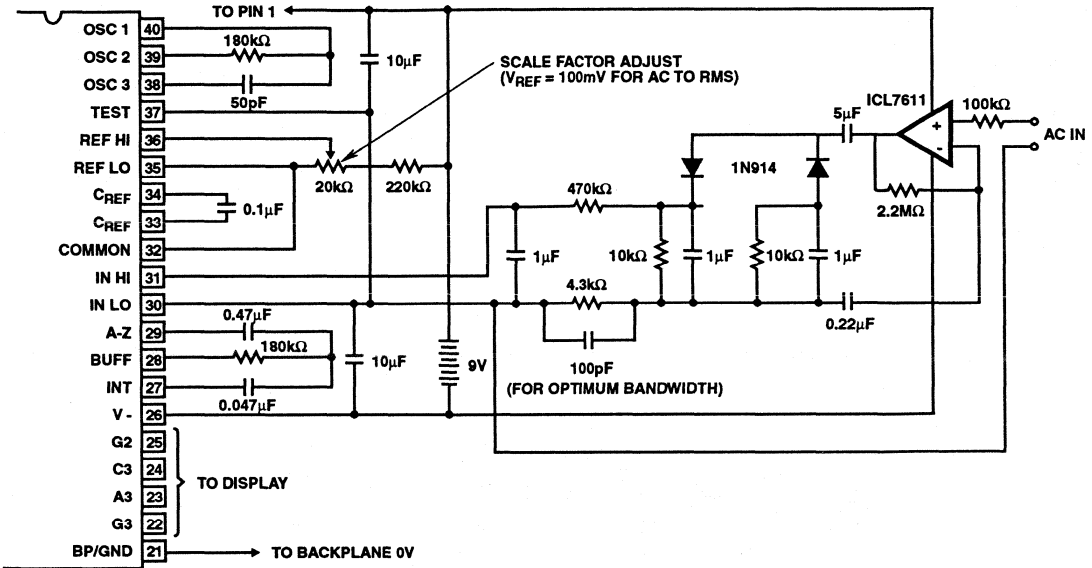 TO PIN 1
OSC 1 40
OSC 2 39
OSC 3 38
TEST 37
REF HI 36
REF LO 35
CREF 34
CREF 33
COMMON 32
IN HI 31
IN LO 30
A-Z 29
BUFF 28
INT 27
V - 26
G2 25
C3 24
A3 23
G3 22
BP/GND 21
180kΩ
50pF
10µF
SCALE FACTOR ADJUST
(VREF = 100mV FOR AC TO RMS)
20kΩ
220kΩ
0.1µF
0.47µF
180kΩ
0.047µF
10µF
9V
TO DISPLAY
TO BACKPLANE 0V
ICL7611
5µF
+
-
100kΩ
AC IN
1N914
2.2MΩ
470kΩ
1µF
10kΩ
1µF
10kΩ
1µF
4.3kΩ
100pF
(FOR OPTIMUM BANDWIDTH)
0.22µF